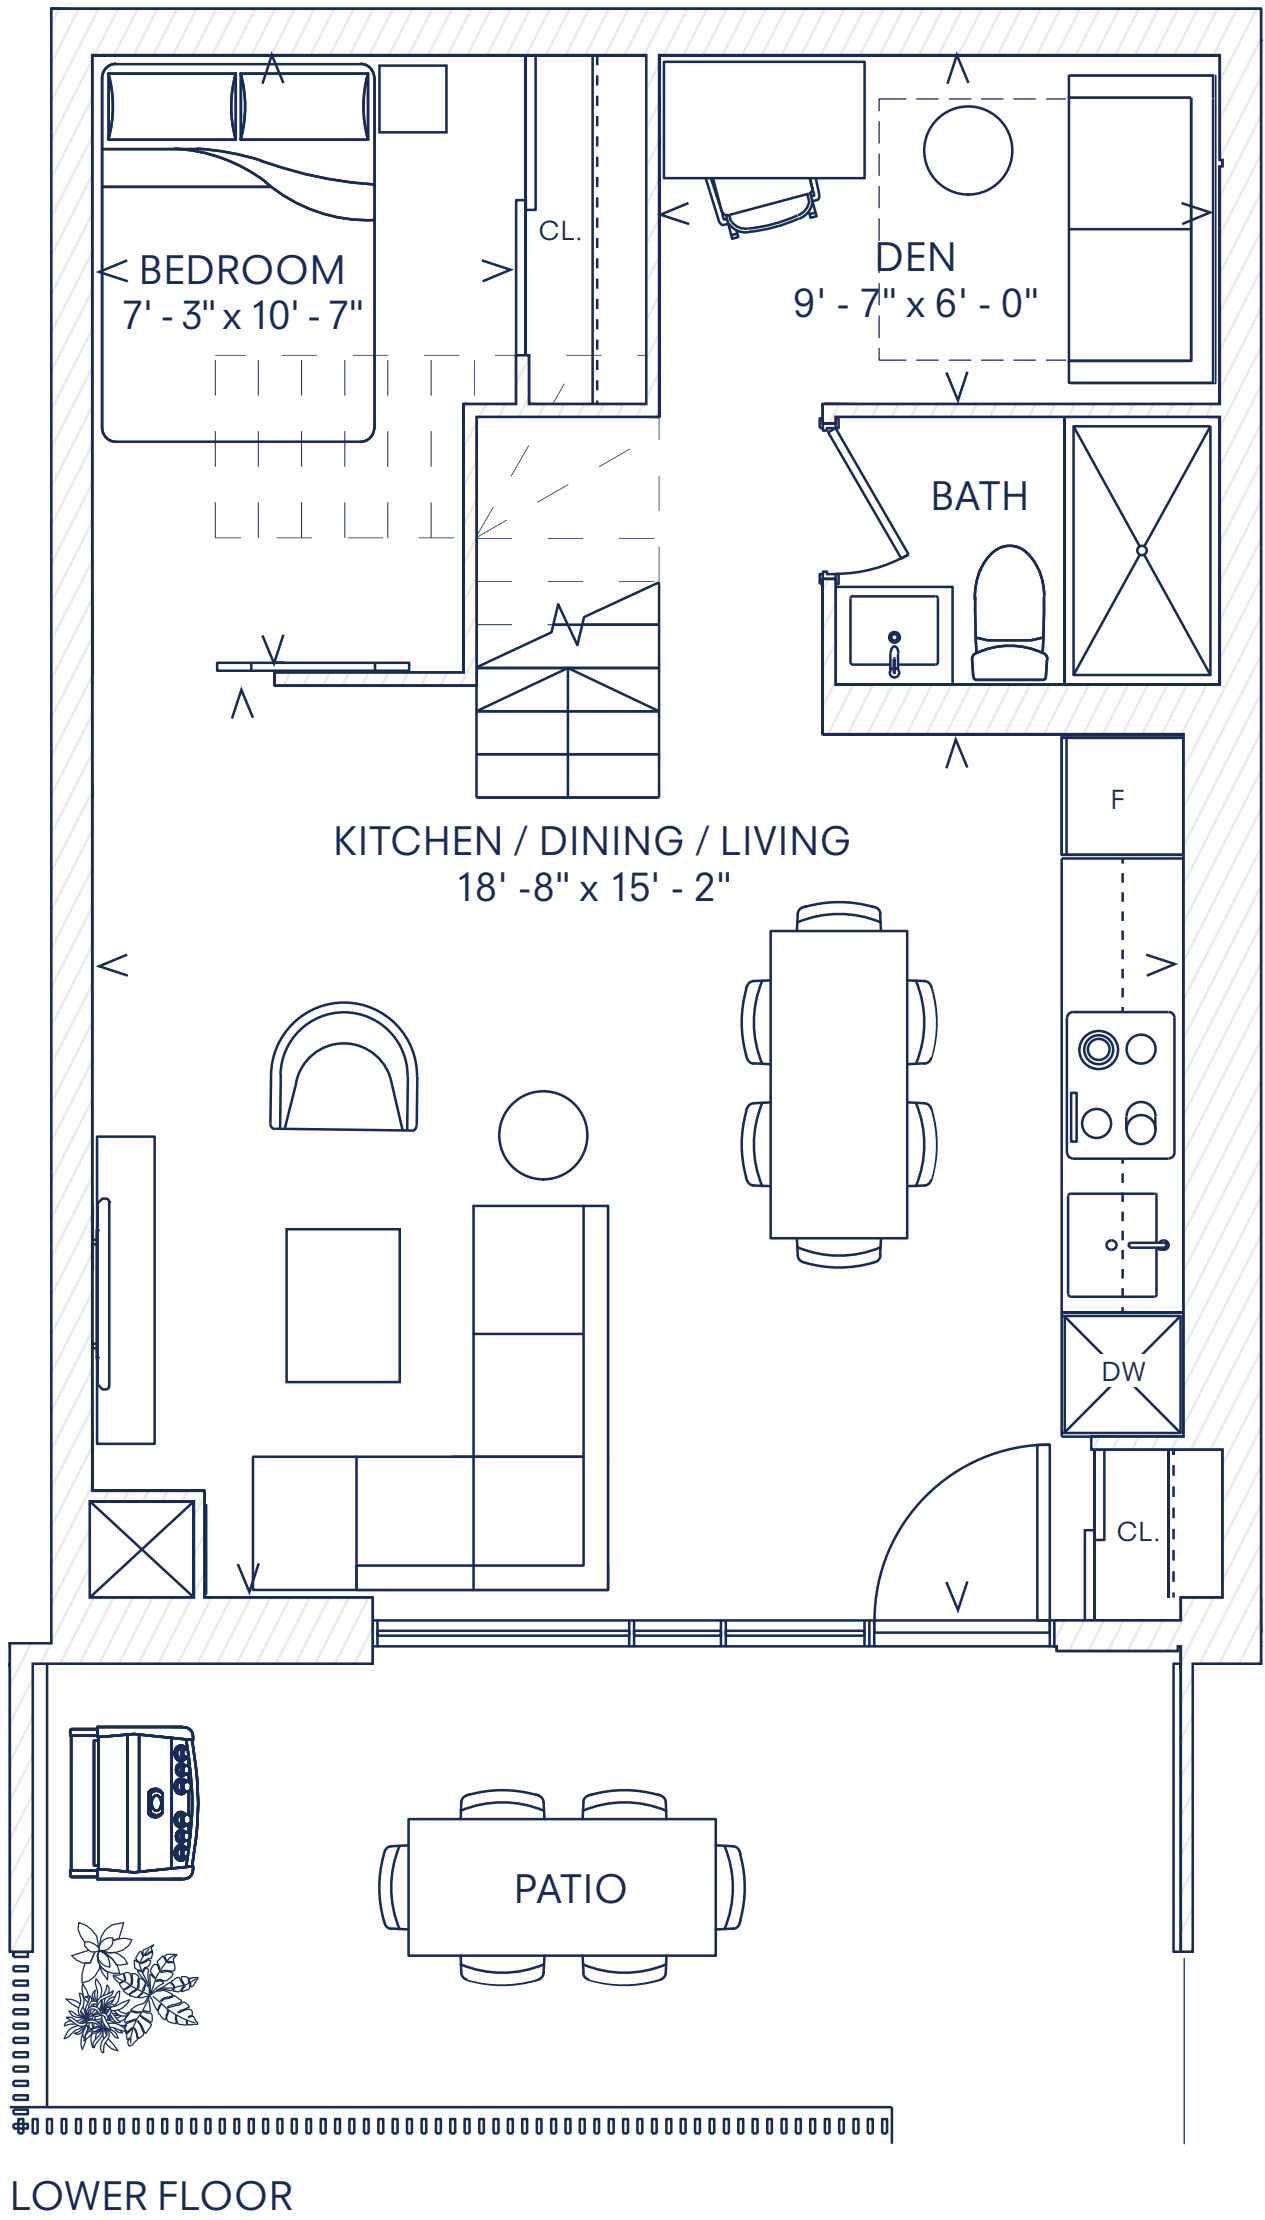 CL.
BEDROOM
7' - 3" x 10' - 7"
DEN
9' - 7" x 6' - 0"
BATH
F
KITCHEN / DINING / LIVING
18' -8" x 15' - 2"
DW
CL.
PATIO
LOWER FLOOR